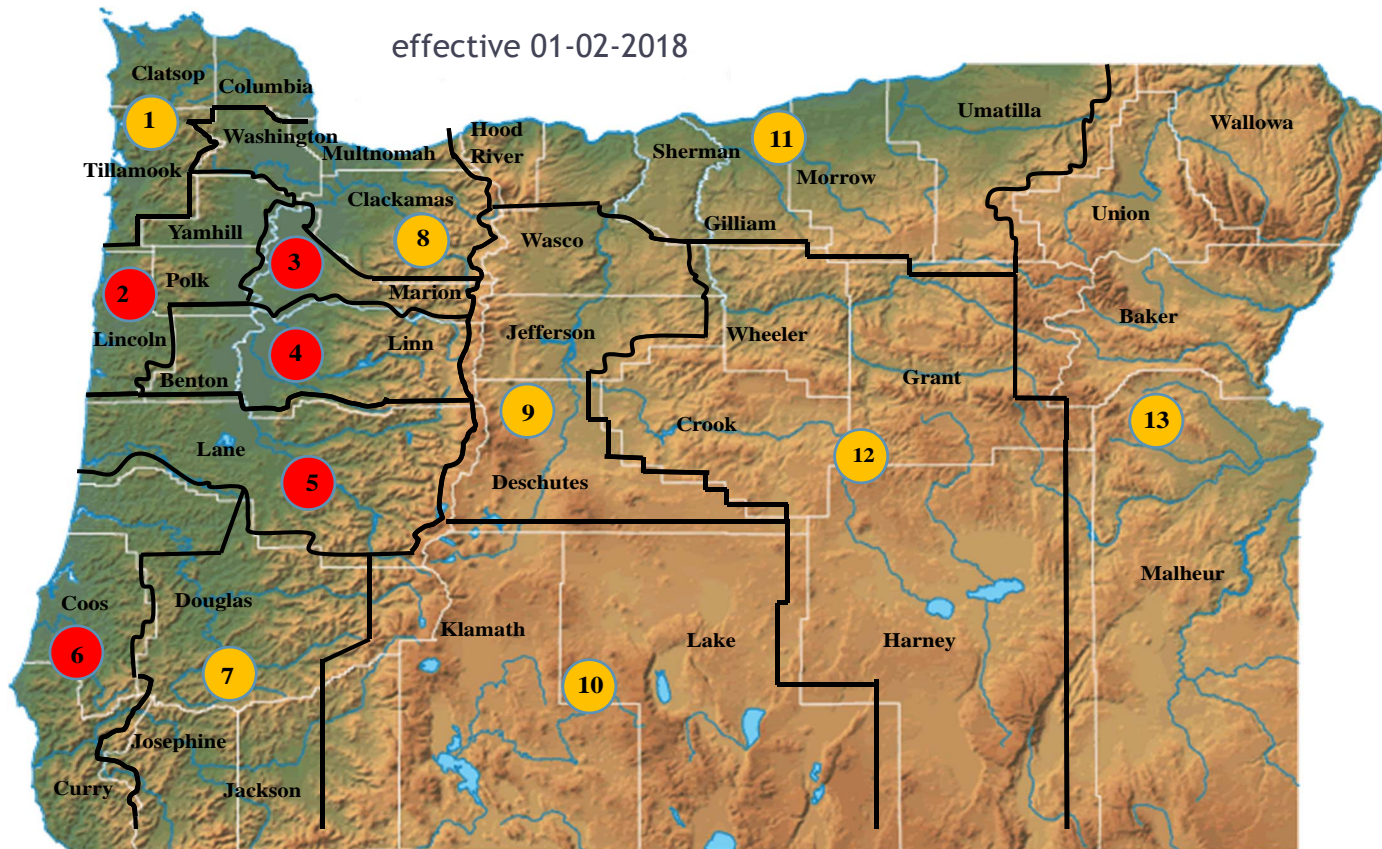 effective 01-02-2018
Clatsop
Columbia
1
Washington
Hood
River
Multnomah
Tillamook
11
Sherman
Umatilla
Wallowa
Morrow
Clackamas
Union
Gilliam
Yamhill
8
Wasco
3
Polk
2
Marion
Lincoln
4
Linn
Jefferson
Wheeler
Baker
Benton
Grant
9
Crook
13
Lane
12
5
Deschutes
Malheur
Coos
Douglas
Klamath
Lake
Harney
6
7
10
Josephine
Curry
Jackson